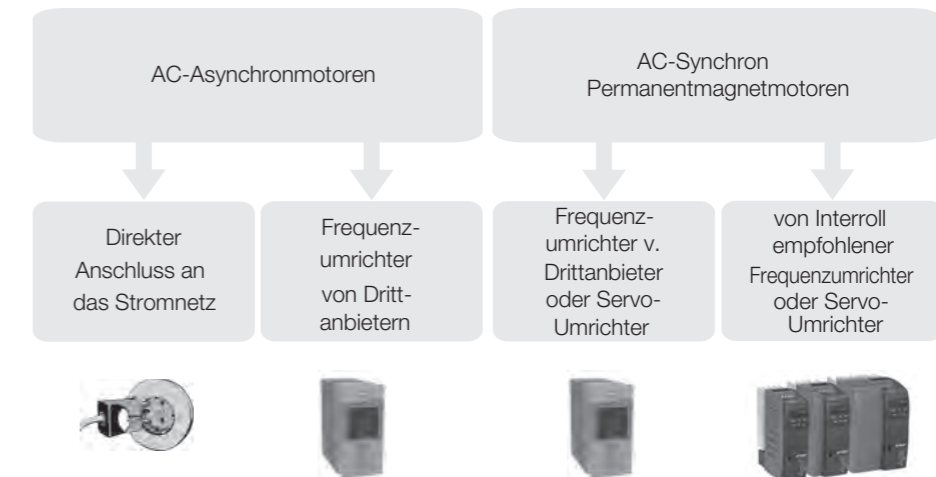 AC-Asynchronmotoren
AC-Synchron
Permanentmagnetmotoren
Direkter
Anschluss an
das Stromnetz
Frequenz-
umrichter
von Dritt-
anbietern
Frequenz-
umrichter v.
Drittanbieter
oder Servo-
Umrichter
von Interroll
empfohlener
Frequenzumrichter
oder Servo-
Umrichter